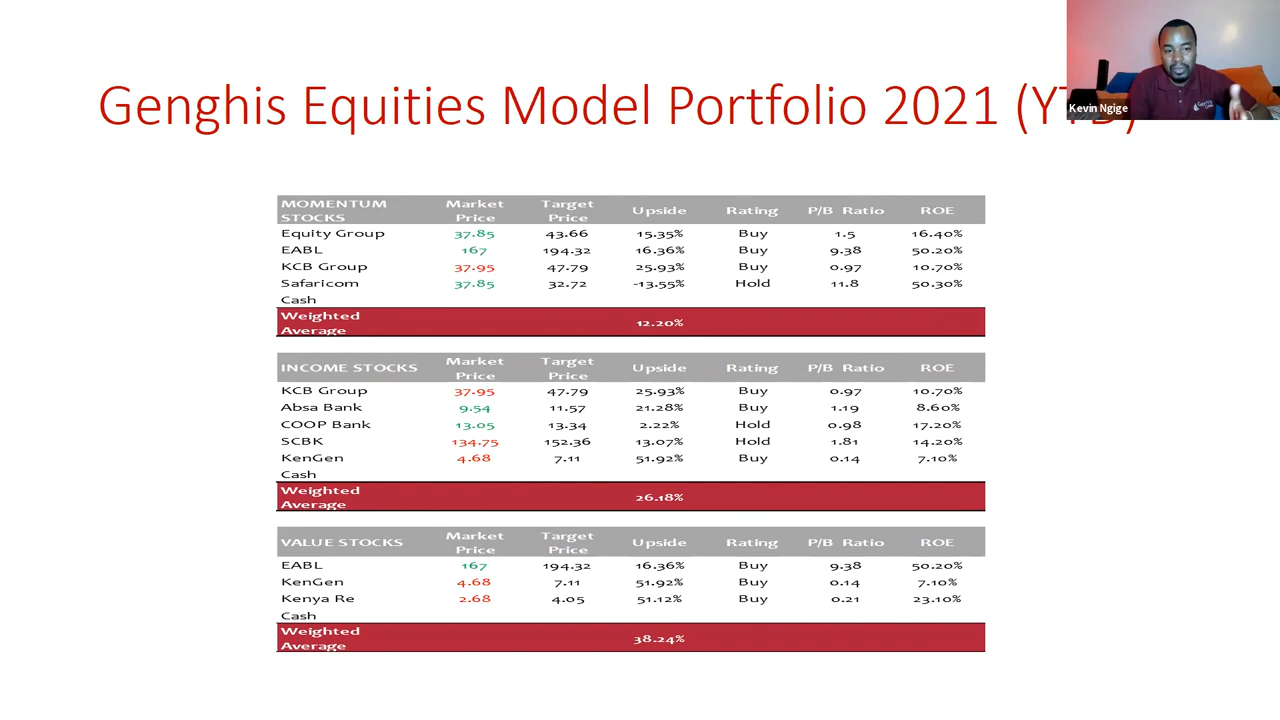 Kevin Ngige
Genghis Equities Model Portfolio 2021 (YTD)
MOMENTUM STOCKS Market Price Target Price Upside Rating P/B Ratio ROE
Equity Group 37.85 43.66 15.35% Buy 1.5 16.40%
EABL 167 194.32 16.36% Buy 9.38 50.20%
KCB Group 37.95 47.79 25.93% Buy 0.97 10.70%
Safaricom 37.85 32.72 -13.55% Hold 11.8 50.30%
Cash
Weighted Average 12.20%
INCOME STOCKS Market Price Target Price Upside Rating P/B Ratio ROE
KCB Group 37.95 47.79 25.93% Buy 0.97 10.70%
Absa Bank 9.54 11.57 21.28% Buy 1.19 8.60%
COOP Bank 13.05 13.34 2.22% Hold 0.98 17.20%
SCBK 134.75 152.36 13.07% Hold 1.81 14.20%
KenGen 4.68 7.11 51.92% Buy 0.14 7.10%
Cash
Weighted Average 26.18%
VALUE STOCKS Market Price Target Price Upside Rating P/B Ratio ROE
EABL 167 194.32 16.36% Buy 9.38 50.20%
KenGen 4.68 7.11 51.92% Buy 0.14 7.10%
Kenya Re 2.68 4.05 51.12% Buy 0.21 23.10%
Cash
Weighted Average 38.24%